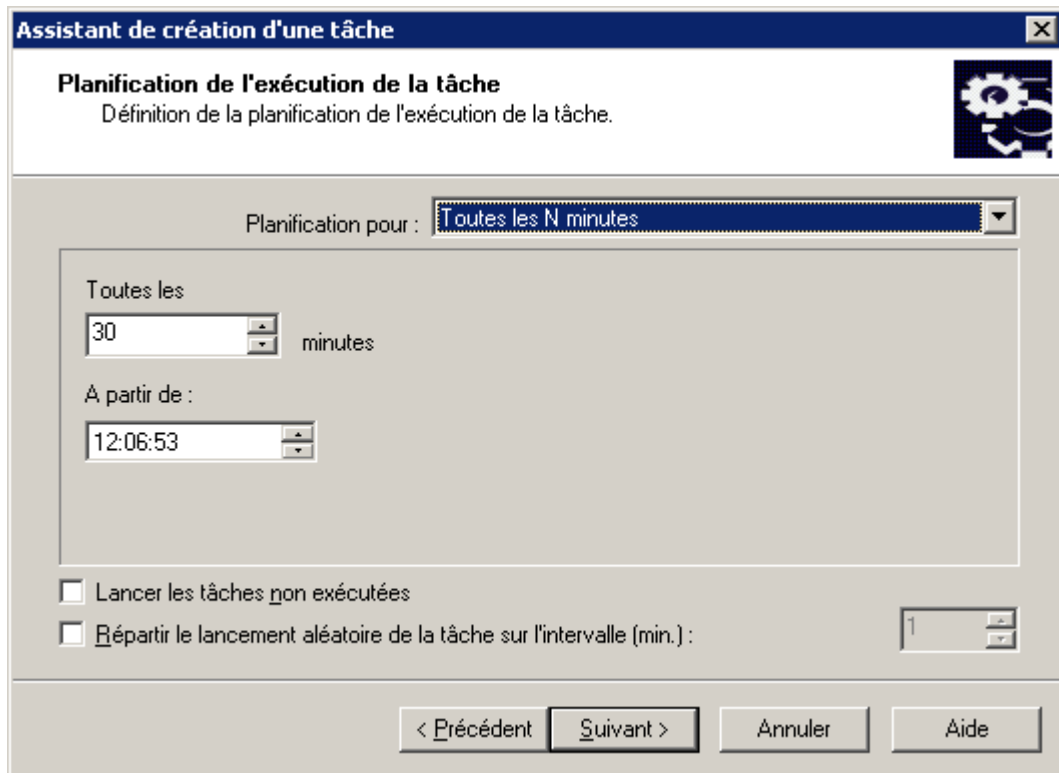 Assistant de création d'une tâche
Planification de l'exécution de la tâche
Définition de la planification de l'exécution de la tâche.
Planification pour : Toutes les N minutes
Toutes les
30 minutes
A partir de :
12:06:53
Lancer les tâches non exécutées
Répartir le lancement aléatoire de la tâche sur l'intervalle (min.) : 1
< Précédent Suivant > Annuler Aide